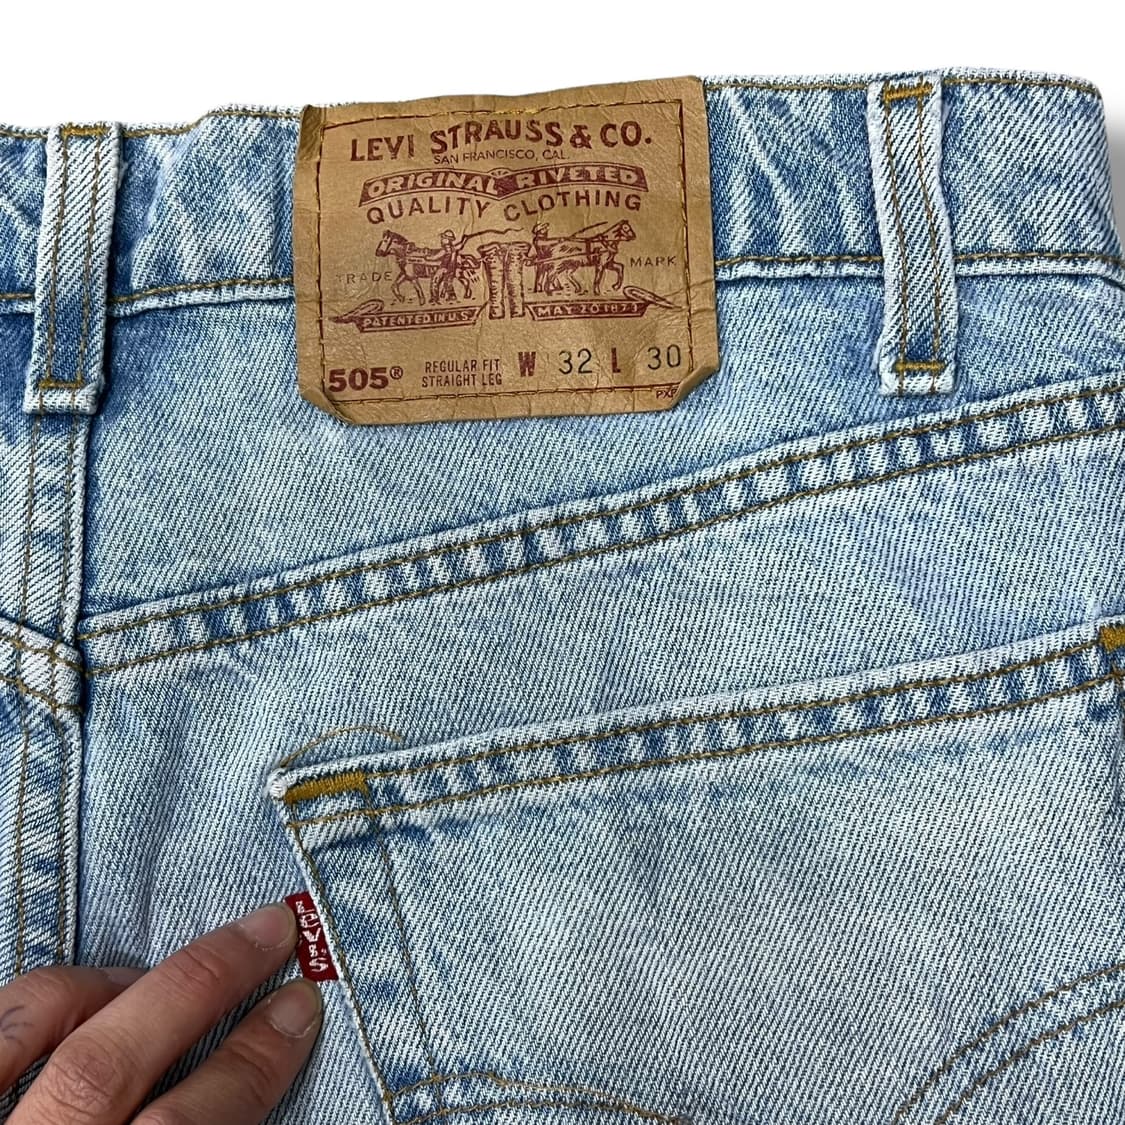 LEVI STRAUSS & CO.
SAN FRANCISCO, CAL.
ORIGINAL RIVETED
QUALITY CLOTHING
TRADE MARK
PATENTED IN U.S. MAY 20 1873
505® REGULAR FIT STRAIGHT LEG W 32 L 30
PXP
LEVI'S